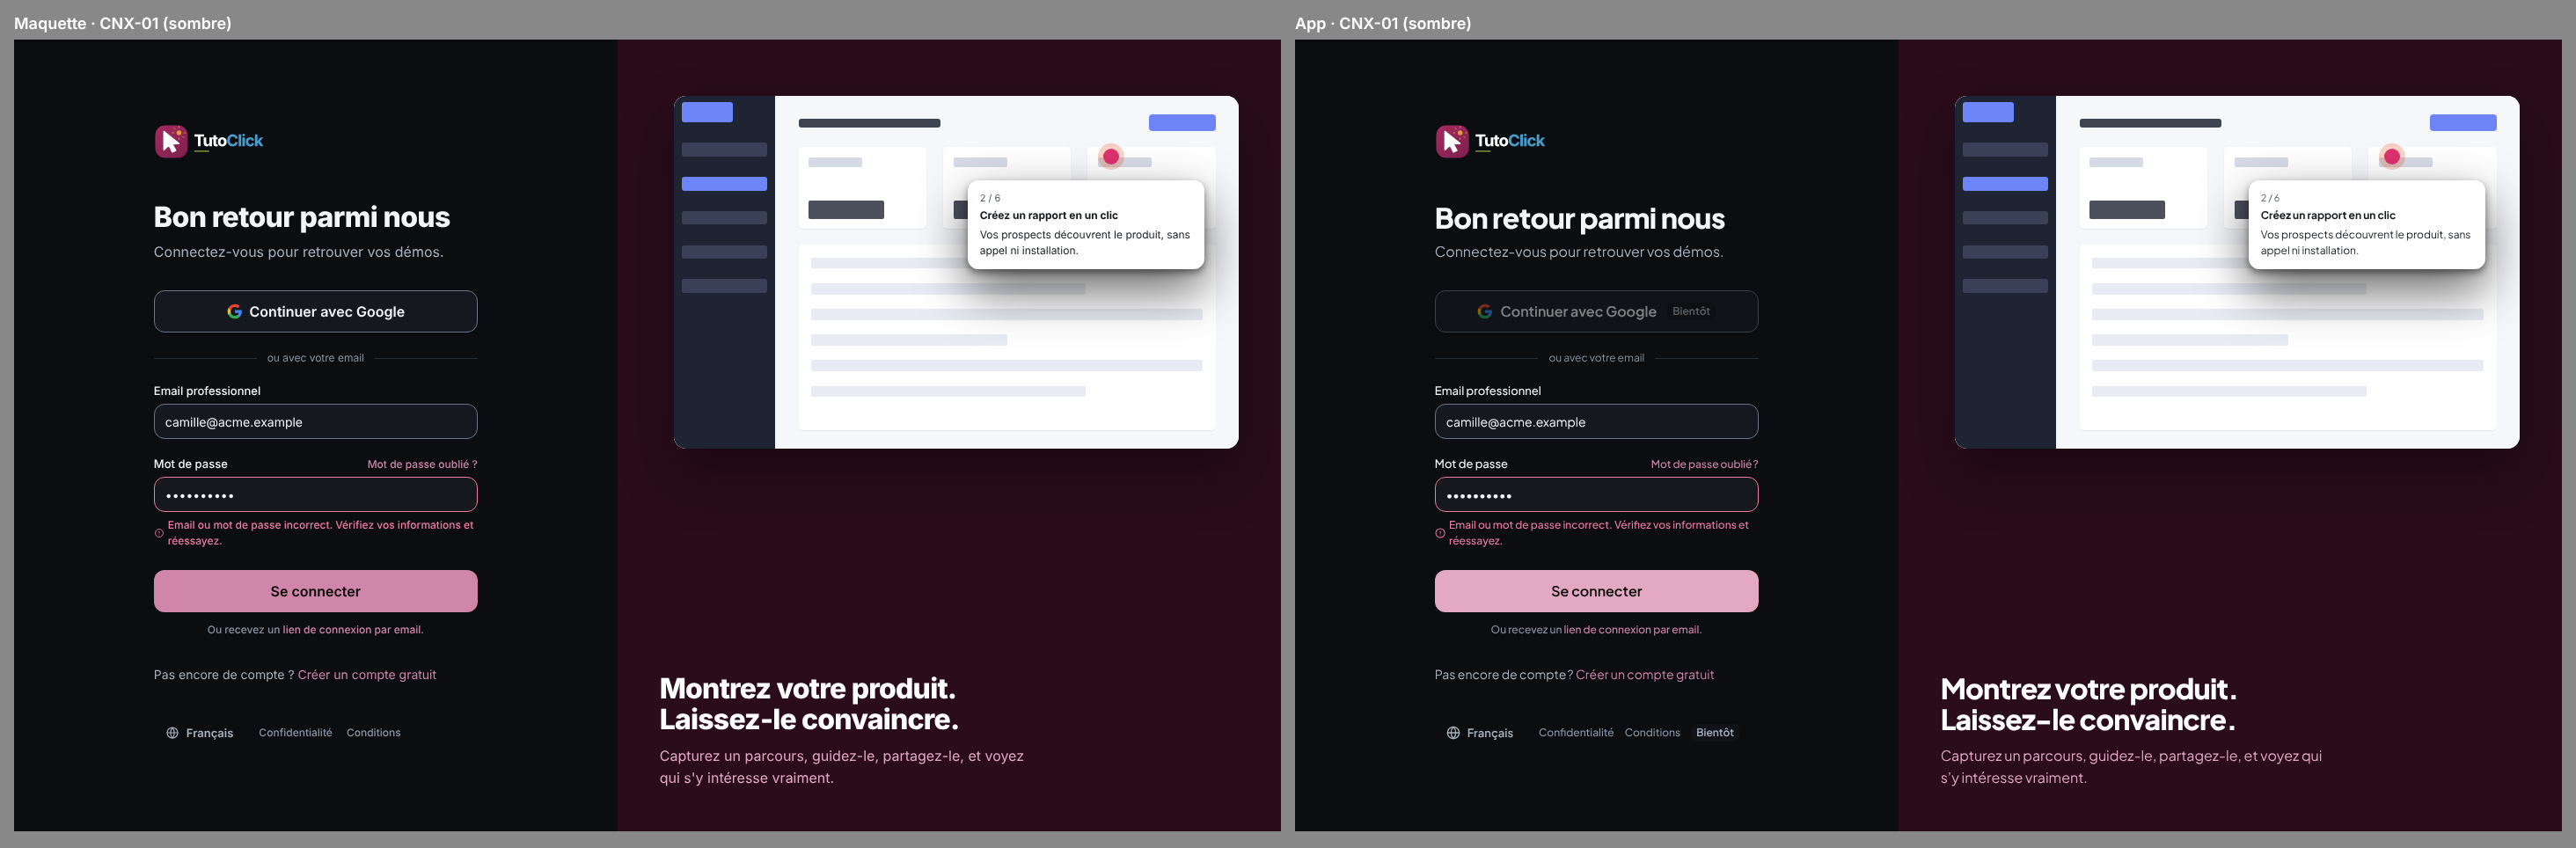 Maquette · CNX-01 (sombre)
TutoClick
Bon retour parmi nous
Connectez-vous pour retrouver vos démos.
Continuer avec Google
ou avec votre email
Email professionnel
camille@acme.example
Mot de passe
Mot de passe oublié ?
••••••••••
Email ou mot de passe incorrect. Vérifiez vos informations et
réessayez.
Se connecter
Ou recevez un lien de connexion par email.
Pas encore de compte ? Créer un compte gratuit
Français
Confidentialité
Conditions
2 / 6
Créez un rapport en un clic
Vos prospects découvrent le produit, sans
appel ni installation.
Montrez votre produit.
Laissez-le convaincre.
Capturez un parcours, guidez-le, partagez-le, et voyez
qui s'y intéresse vraiment.
App · CNX-01 (sombre)
TutoClick
Bon retour parmi nous
Connectez-vous pour retrouver vos démos.
Continuer avec Google
Bientôt
ou avec votre email
Email professionnel
camille@acme.example
Mot de passe
Mot de passe oublié ?
••••••••••
Email ou mot de passe incorrect. Vérifiez vos informations et
réessayez.
Se connecter
Ou recevez un lien de connexion par email.
Pas encore de compte ? Créer un compte gratuit
Français
Confidentialité
Conditions
Bientôt
2 / 6
Créez un rapport en un clic
Vos prospects découvrent le produit, sans
appel ni installation.
Montrez votre produit.
Laissez-le convaincre.
Capturez un parcours, guidez-le, partagez-le, et voyez qui
s'y intéresse vraiment.